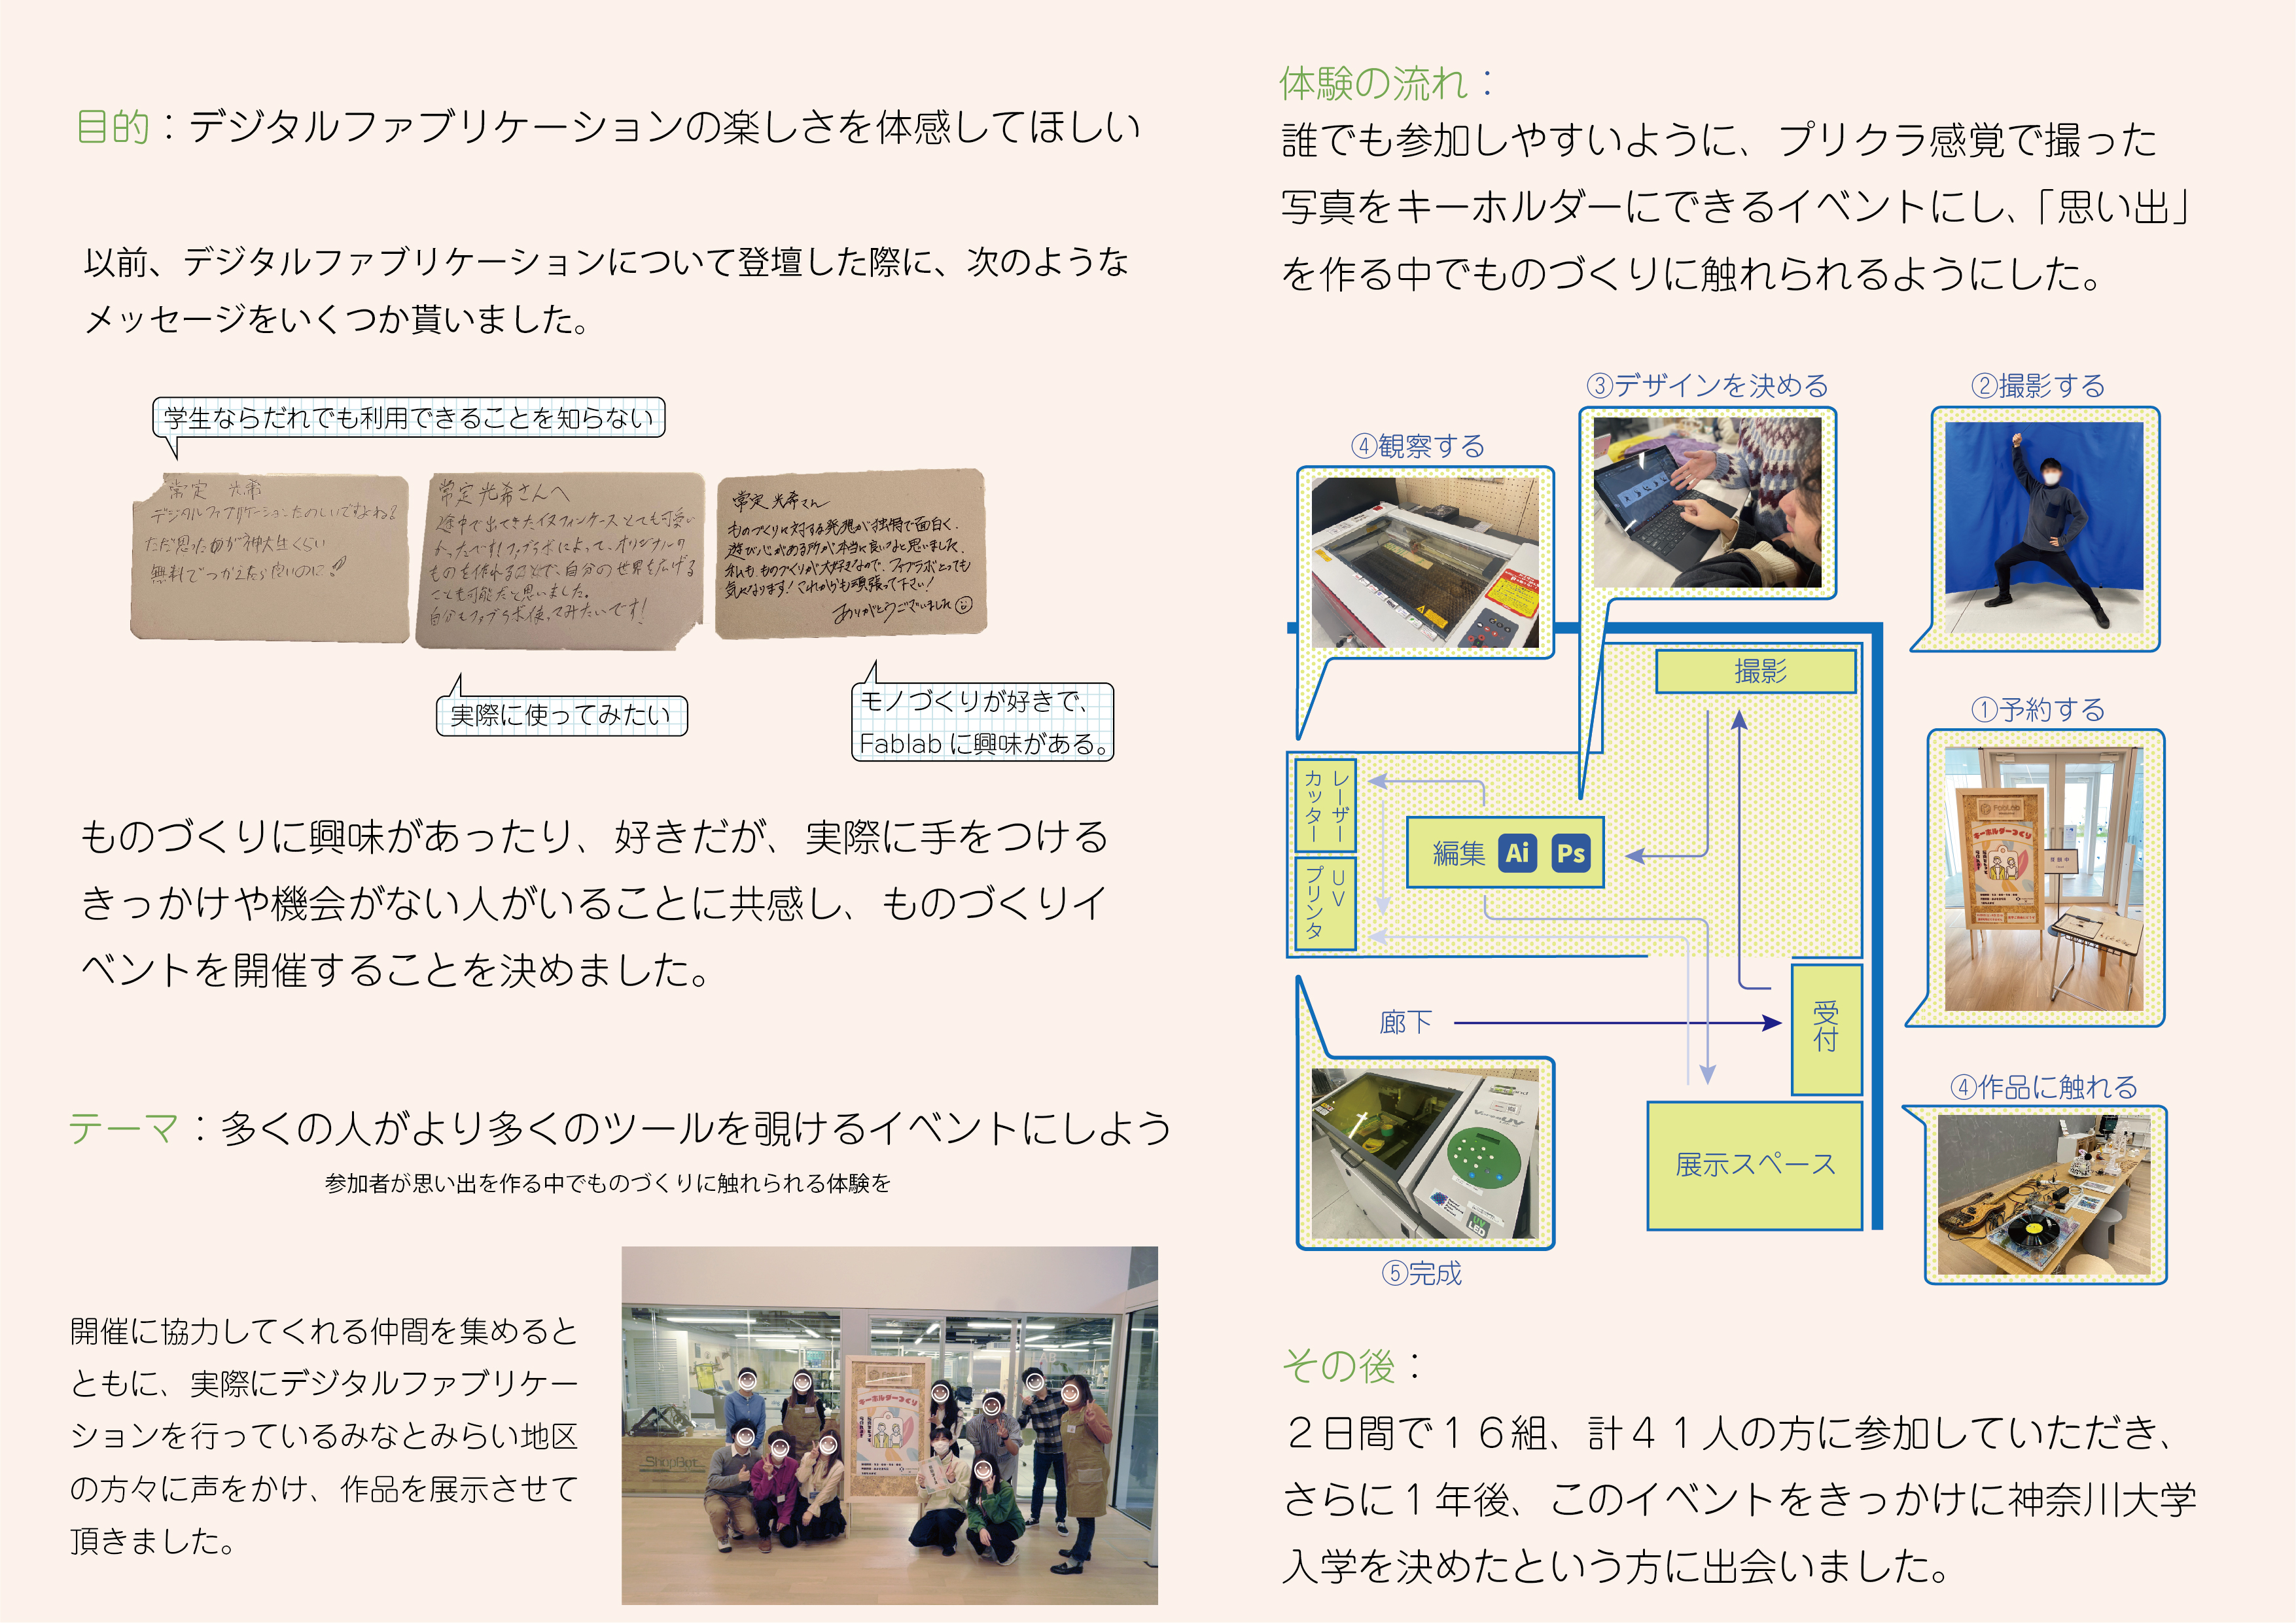 目的：デジタルファブリケーションの楽しさを体感してほしい
以前、デジタルファブリケーションについて登壇した際に、次のような
メッセージをいくつか貰いました。
学生ならだれでも利用できることを知らない
常定 光希
デジタルファブリケーションたのしいですよね？
ただ思ったのが神大生くらい
無料でつかえたら良いのに!!
常定光希さんへ
途中で出てきたイヌフィンケースとても可愛い
かったです!ファブラボによって、オリジナルの
ものを作れることで、自分の世界を広げる
ことも可能だと思いました。
自分もファブラボ使ってみたいです!
常定 光希さん
ものづくりに対する発想が独特で面白く、
遊び心がある所が本当に良いなと思いました。
私も、ものづくりが大好きなので、ファブラボとっても
気になります! これからも頑張って下さい!
ありがとうございました
実際に使ってみたい
モノづくりが好きで、
Fablab に興味がある。
ものづくりに興味があったり、好きだが、実際に手をつける
きっかけや機会がない人がいることに共感し、ものづくりイ
ベントを開催することを決めました。
テーマ：多くの人がより多くのツールを覗けるイベントにしよう
参加者が思い出を作る中でものづくりに触れられる体験を
開催に協力してくれる仲間を集めると
ともに、実際にデジタルファブリケー
ションを行っているみなとみらい地区
の方々に声をかけ、作品を展示させて
頂きました。
キーホルダーづくり
ShopBot
体験の流れ：
誰でも参加しやすいように、プリクラ感覚で撮った
写真をキーホルダーにできるイベントにし、「思い出」
を作る中でものづくりに触れられるようにした。
③デザインを決める
②撮影する
④観察する
撮影
①予約する
レーザー
カッター
編集 Ai Ps
UV
プリンタ
FabLab
キーホルダーづくり
受付中
廊下
受付
④作品に触れる
展示スペース
UV
LED
⑤完成
その後：
２日間で１６組、計４１人の方に参加していただき、
さらに１年後、このイベントをきっかけに神奈川大学
入学を決めたという方に出会いました。